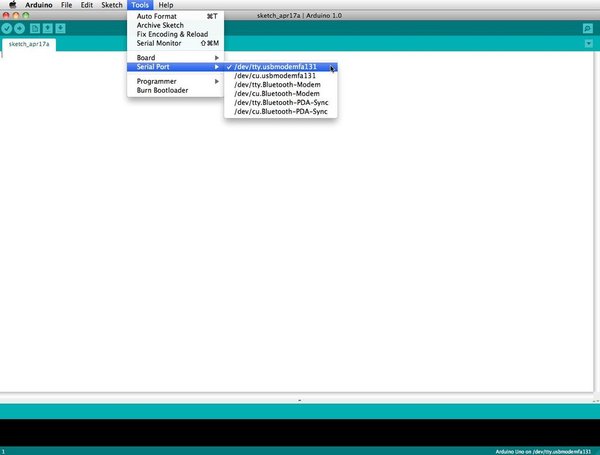 Arduino File Edit Sketch Tools Help
sketch_apr17a | Arduino 1.0
sketch_apr17a
Auto Format ⌘T
Archive Sketch
Fix Encoding & Reload
Serial Monitor ⇧⌘M
Board
Serial Port
Programmer
Burn Bootloader
✓ /dev/tty.usbmodemfa131
/dev/cu.usbmodemfa131
/dev/tty.Bluetooth-Modem
/dev/cu.Bluetooth-Modem
/dev/tty.Bluetooth-PDA-Sync
/dev/cu.Bluetooth-PDA-Sync
1
Arduino Uno on /dev/tty.usbmodemfa131